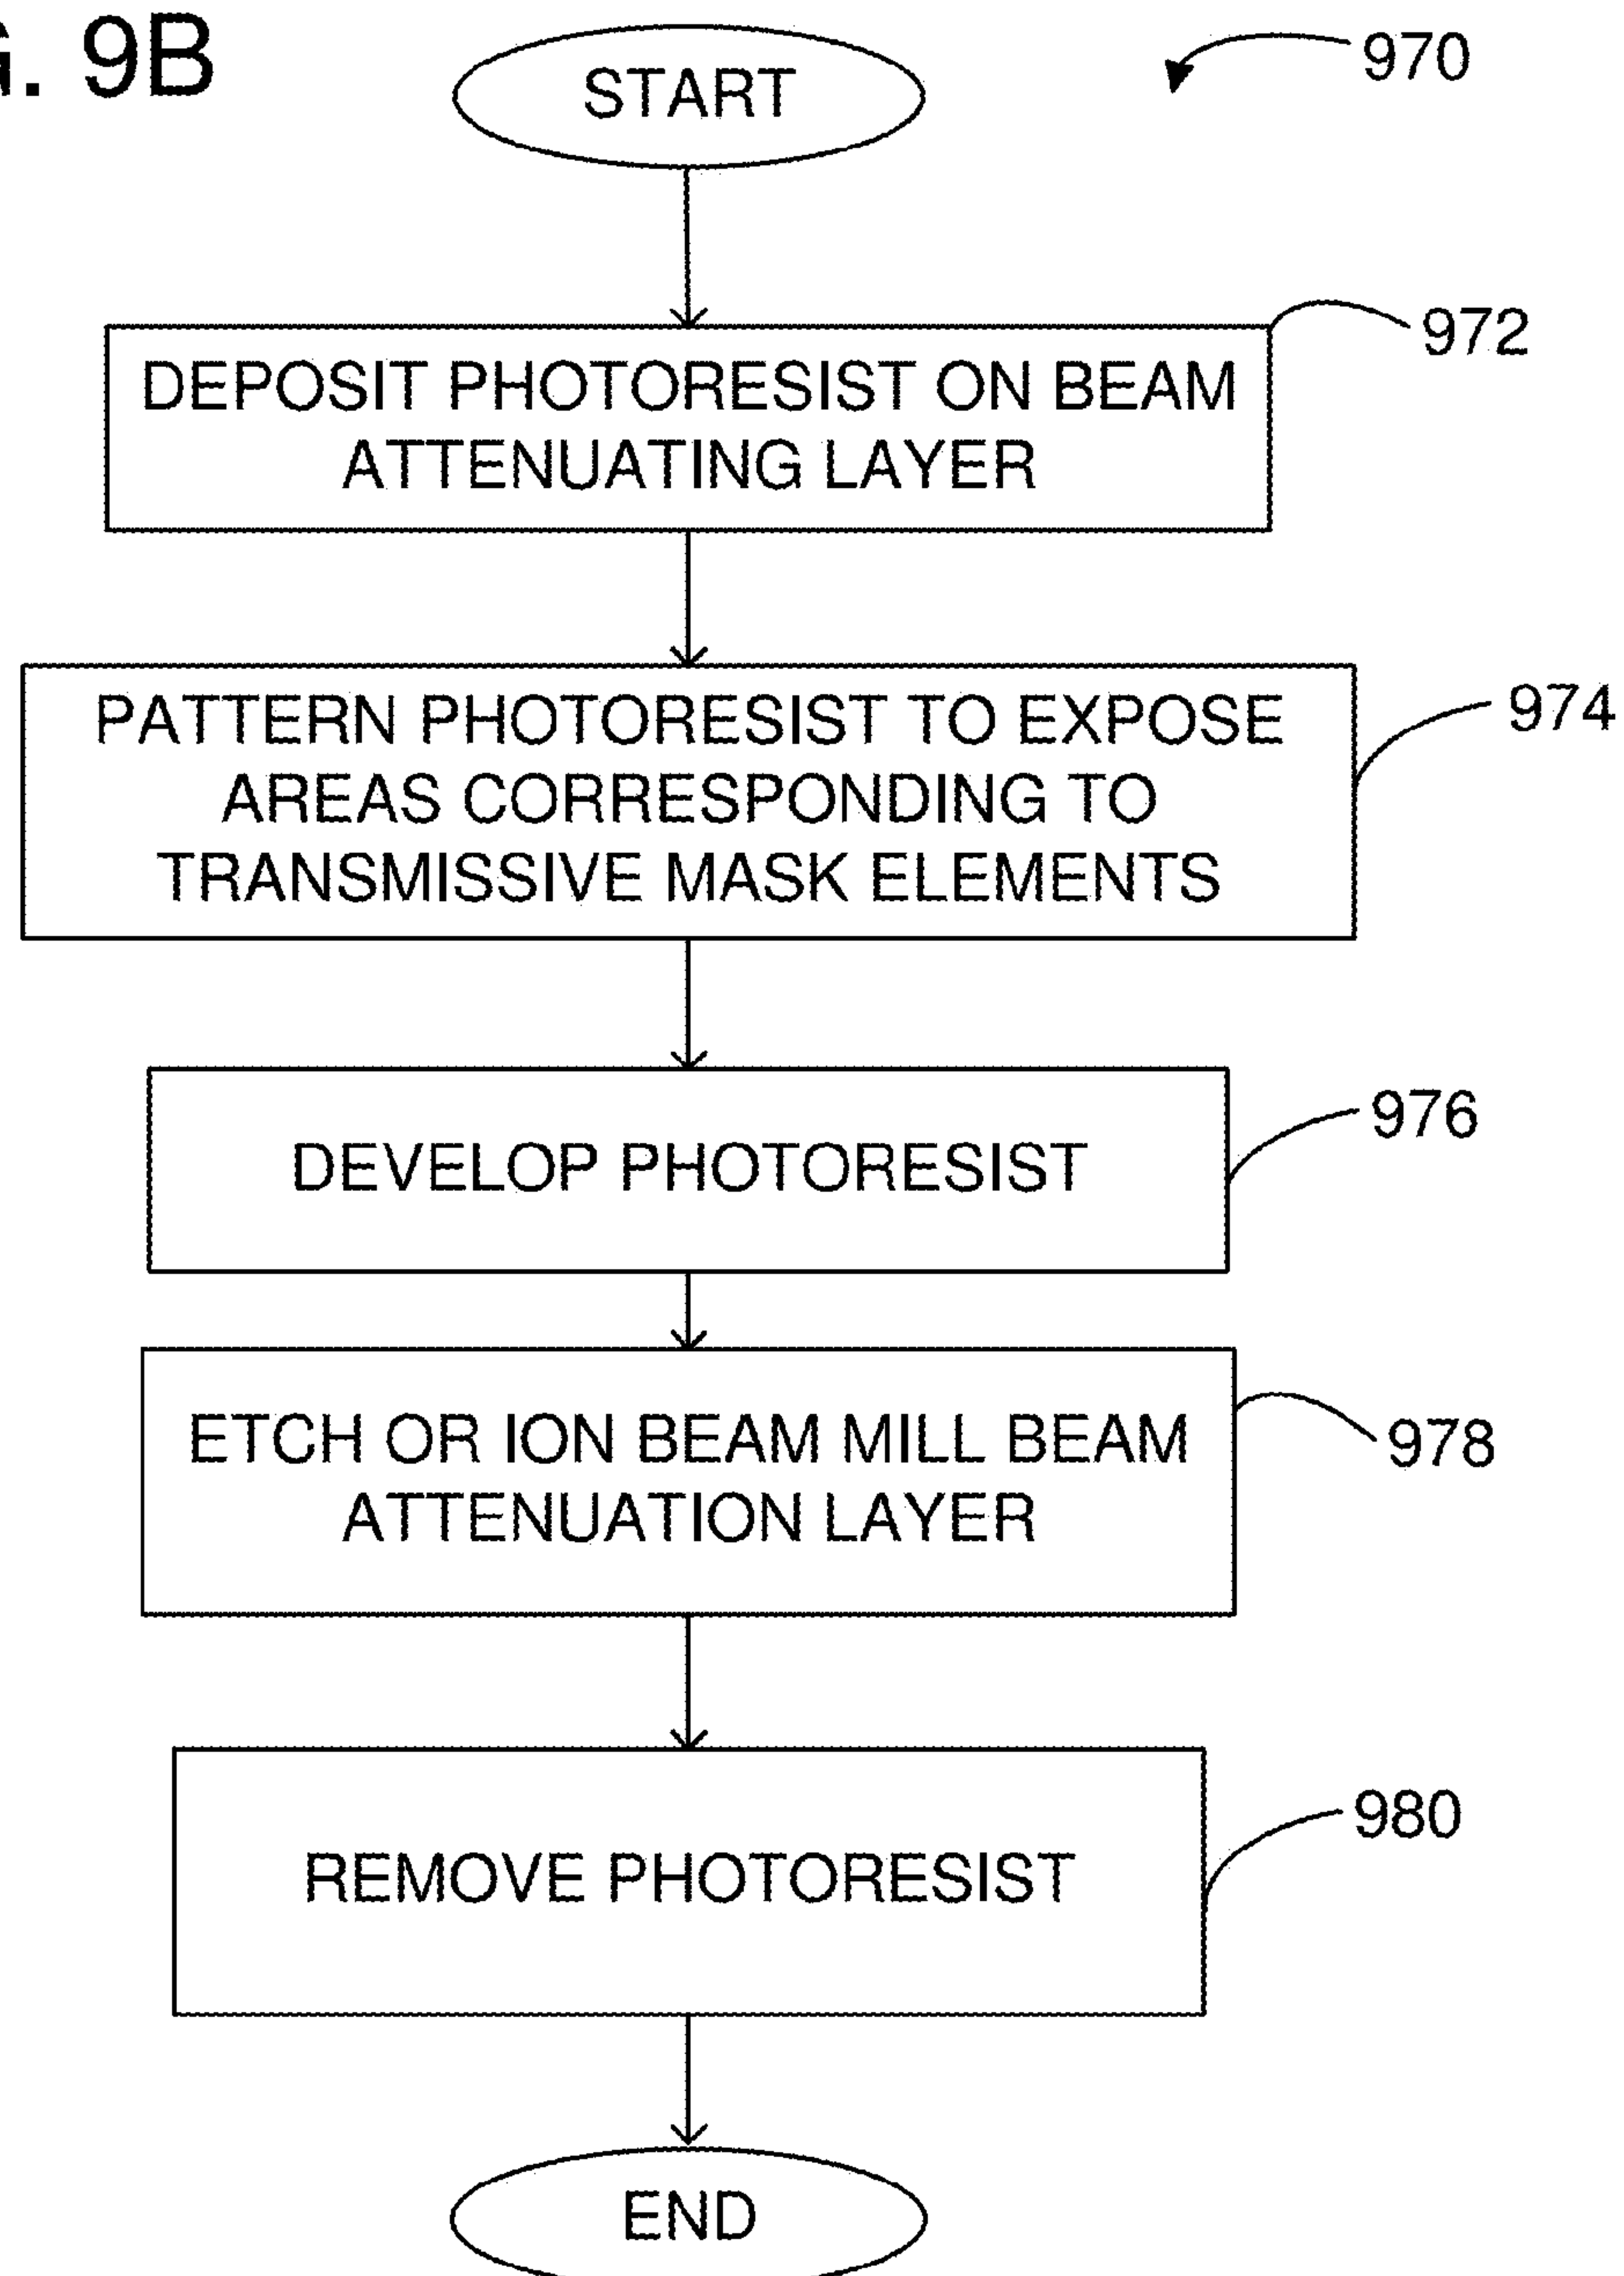 G. 9B
START
970
972
DEPOSIT PHOTORESIST ON BEAM
ATTENUATING LAYER
974
PATTERN PHOTORESIST TO EXPOSE
AREAS CORRESPONDING TO
TRANSMISSIVE MASK ELEMENTS
976
DEVELOP PHOTORESIST
978
ETCH OR ION BEAM MILL BEAM
ATTENUATION LAYER
980
REMOVE PHOTORESIST
END